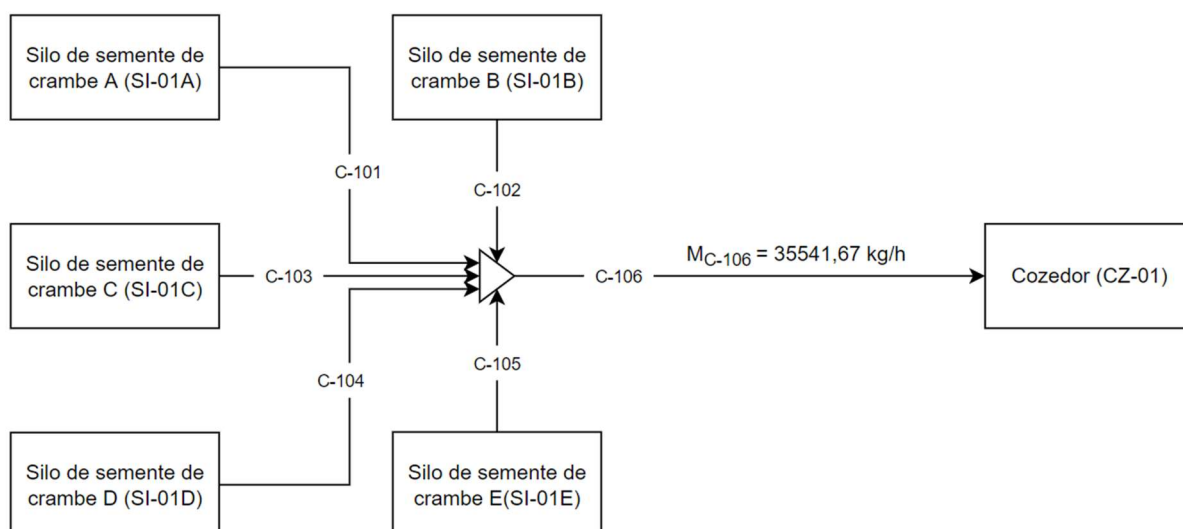 Silo de semente de
crambe A (SI-01A)
Silo de semente de
crambe B (SI-01B)
C-101
C-102
Silo de semente de
crambe C (SI-01C)
C-103
C-106
M_C-106 = 35541,67 kg/h
Cozedor (CZ-01)
C-104
C-105
Silo de semente de
crambe D (SI-01D)
Silo de semente de
crambe E(SI-01E)